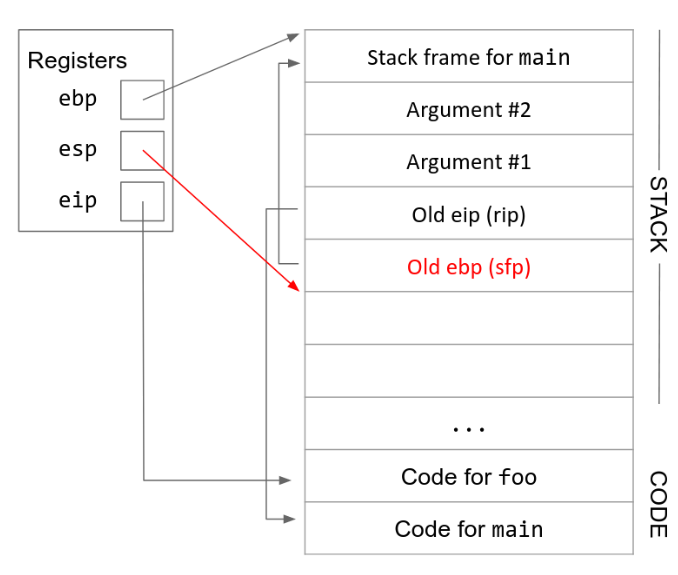 Registers
ebp
esp
eip
Stack frame for main
Argument #2
Argument #1
Old eip (rip)
Old ebp (sfp)
...
Code for foo
Code for main
STACK
CODE